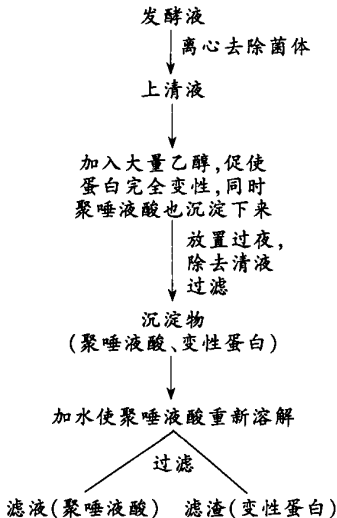 发酵液
离心去除菌体
上清液
加入大量乙醇,促使
蛋白完全变性,同时
聚唾液酸也沉淀下来
放置过夜,
除去清液
过滤
沉淀物
(聚唾液酸、变性蛋白)
加水使聚唾液酸重新溶解
过滤
滤液(聚唾液酸) 滤渣(变性蛋白)